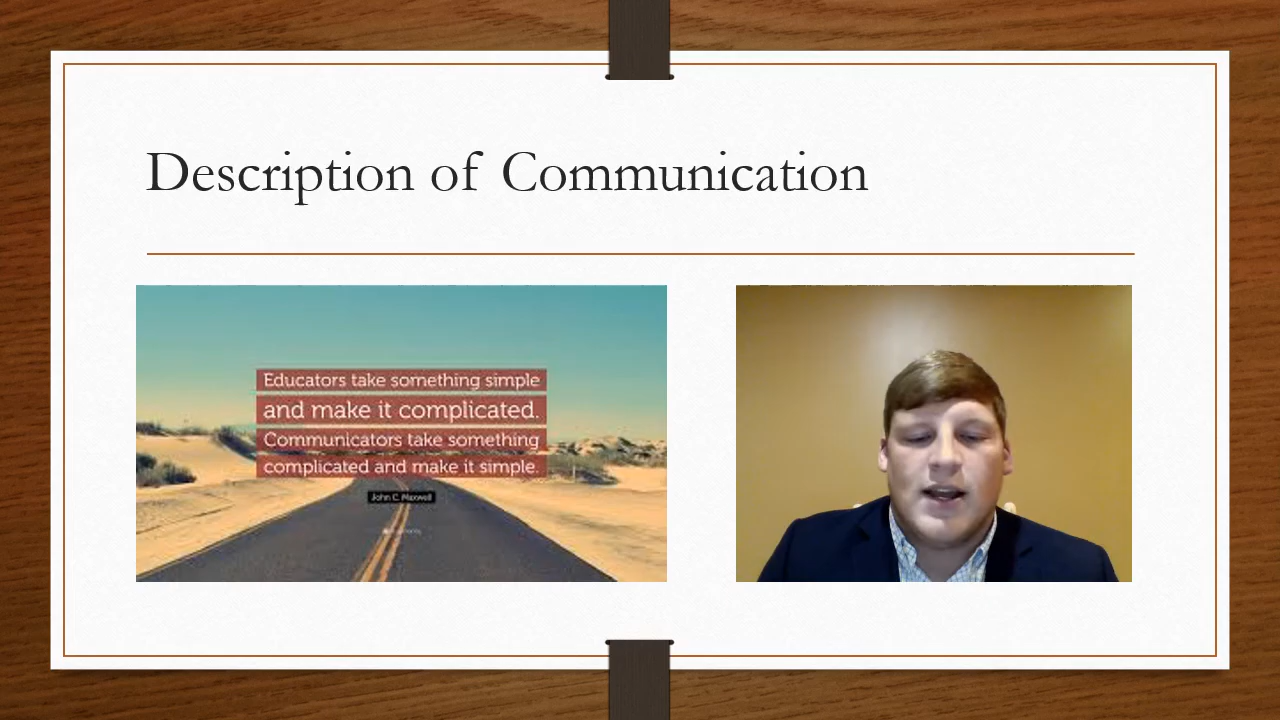 Description of Communication
Educators take something simple
and make it complicated.
Communicators take something
complicated and make it simple.
John C. Maxwell